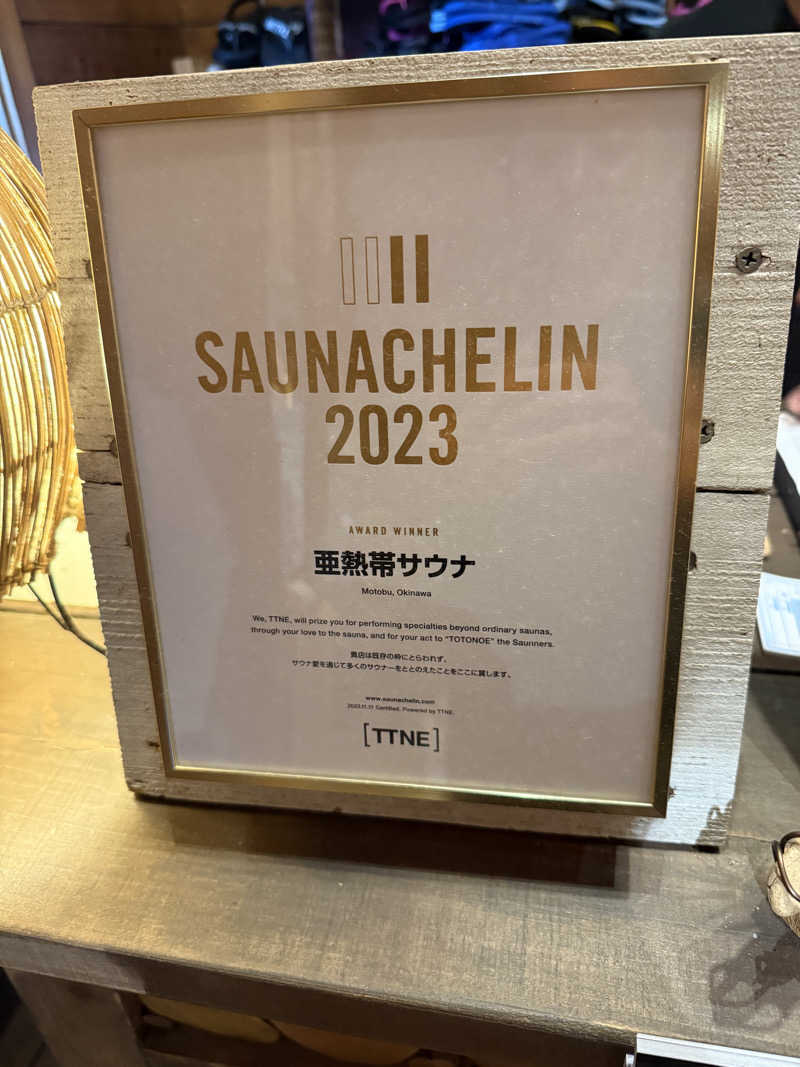 SAUNACHELIN
2023
AWARD WINNER
亜熱帯サウナ
Motobu, Okinawa
We, TTNE, will prize you for performing specialties beyond ordinary saunas,
through your love to the sauna, and for your act to "TOTONOE" the Saunners.
貴店は既存の枠にとらわれず、
サウナ愛を通じて多くのサウナーをととのえたことをここに賞します。
www.saunachelin.com
2023.11.11 Certified. Powered by TTNE.
[TTNE]